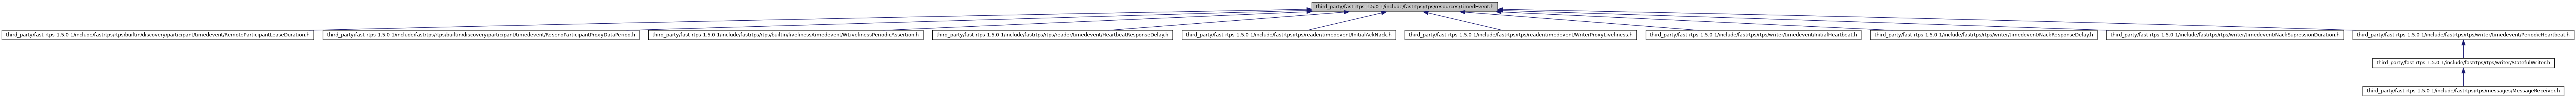 third_party/fast-rtps-1.5.0-1/include/fastrtps/rtps/resources/TimedEvent.h
third_party/fast-rtps-1.5.0-1/include/fastrtps/rtps/builtin/discovery/participant/timedevent/RemoteParticipantLeaseDuration.h
third_party/fast-rtps-1.5.0-1/include/fastrtps/rtps/builtin/discovery/participant/timedevent/ResendParticipantProxyDataPeriod.h
third_party/fast-rtps-1.5.0-1/include/fastrtps/rtps/builtin/liveliness/timedevent/WLivelinessPeriodicAssertion.h
third_party/fast-rtps-1.5.0-1/include/fastrtps/rtps/reader/timedevent/HeartbeatResponseDelay.h
third_party/fast-rtps-1.5.0-1/include/fastrtps/rtps/reader/timedevent/InitialAckNack.h
third_party/fast-rtps-1.5.0-1/include/fastrtps/rtps/reader/timedevent/WriterProxyLiveliness.h
third_party/fast-rtps-1.5.0-1/include/fastrtps/rtps/writer/timedevent/InitialHeartbeat.h
third_party/fast-rtps-1.5.0-1/include/fastrtps/rtps/writer/timedevent/NackResponseDelay.h
third_party/fast-rtps-1.5.0-1/include/fastrtps/rtps/writer/timedevent/NackSupressionDuration.h
third_party/fast-rtps-1.5.0-1/include/fastrtps/rtps/writer/timedevent/PeriodicHeartbeat.h
third_party/fast-rtps-1.5.0-1/include/fastrtps/rtps/writer/StatefulWriter.h
third_party/fast-rtps-1.5.0-1/include/fastrtps/rtps/messages/MessageReceiver.h